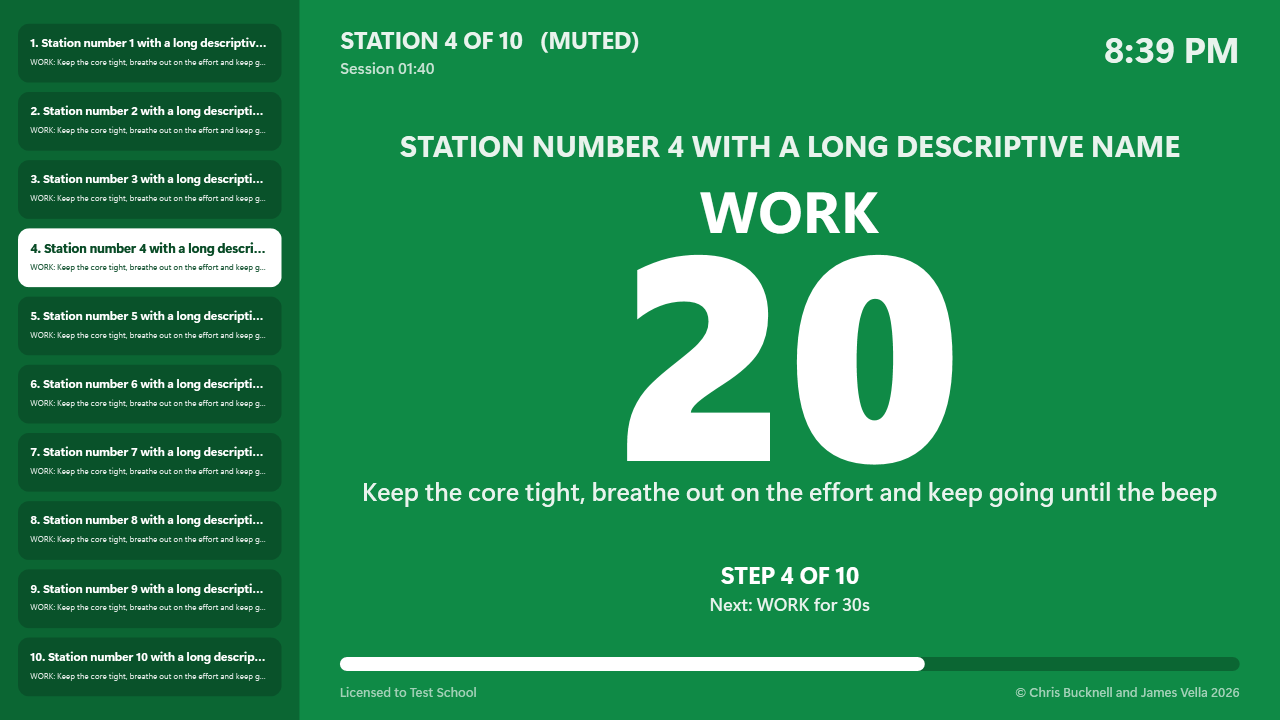 1. Station number 1 with a long descriptiv...
WORK: Keep the core tight, breathe out on the effort and keep g...
2. Station number 2 with a long descripti...
WORK: Keep the core tight, breathe out on the effort and keep g...
3. Station number 3 with a long descripti...
WORK: Keep the core tight, breathe out on the effort and keep g...
4. Station number 4 with a long descri...
WORK: Keep the core tight, breathe out on the effort and keep g...
5. Station number 5 with a long descripti...
WORK: Keep the core tight, breathe out on the effort and keep g...
6. Station number 6 with a long descripti...
WORK: Keep the core tight, breathe out on the effort and keep g...
7. Station number 7 with a long descripti...
WORK: Keep the core tight, breathe out on the effort and keep g...
8. Station number 8 with a long descripti...
WORK: Keep the core tight, breathe out on the effort and keep g...
9. Station number 9 with a long descripti...
WORK: Keep the core tight, breathe out on the effort and keep g...
10. Station number 10 with a long descrip...
WORK: Keep the core tight, breathe out on the effort and keep g...
STATION 4 OF 10 (MUTED)
Session 01:40
8:39 PM
STATION NUMBER 4 WITH A LONG DESCRIPTIVE NAME
WORK
20
Keep the core tight, breathe out on the effort and keep going until the beep
STEP 4 OF 10
Next: WORK for 30s
Licensed to Test School
© Chris Bucknell and James Vella 2026